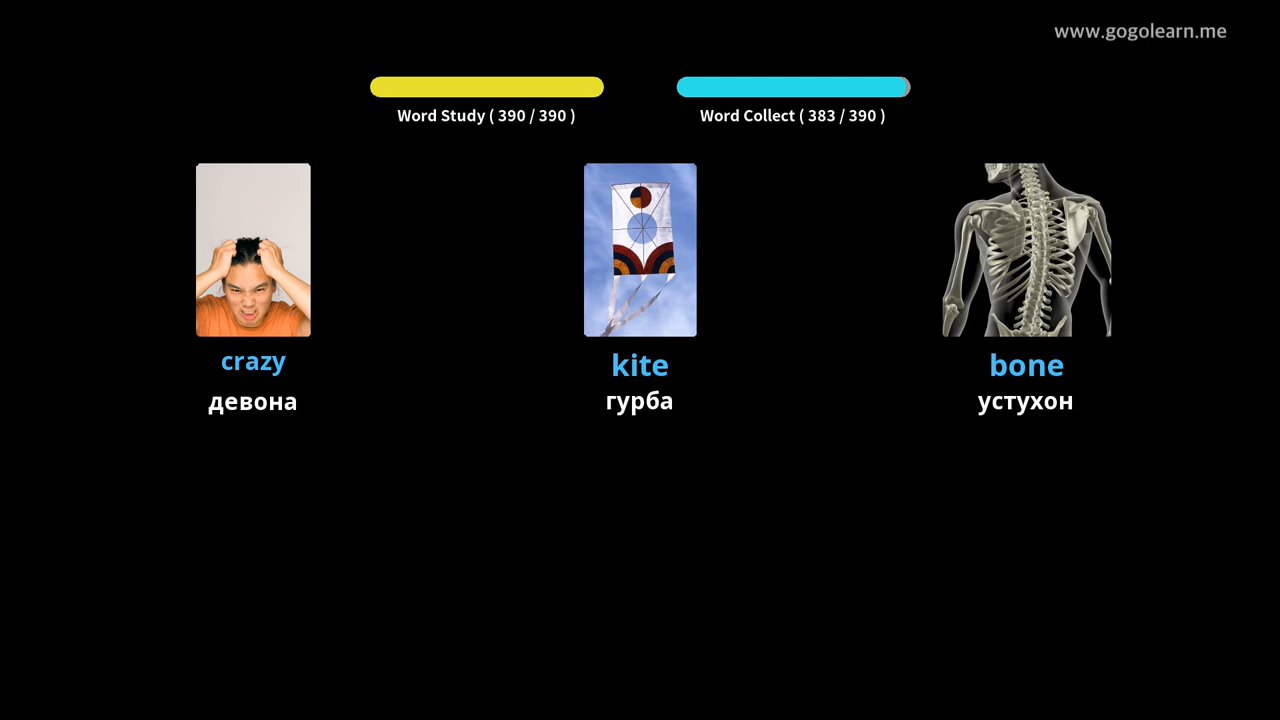 www.gogolearn.me
Word Study ( 390 / 390 )
Word Collect ( 383 / 390 )
crazy
девона
kite
гурба
bone
устухон